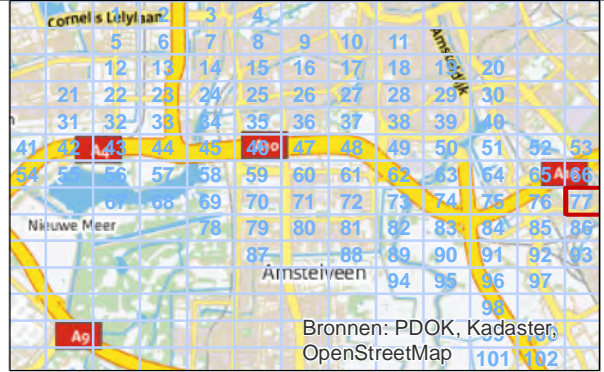 Cornelis Lelylaan 1 2 3 4
5 6 7 8 9 10 11
Amsteldijk
12 13 14 15 16 17 18 19 20
21 22 23 24 25 26 27 28 29 30
31 32 33 34 35 36 37 38 39 40
41 42 43 44 45 46 47 48 49 50 51 52 53
54 55 56 57 58 59 60 61 62 63 64 65 66
67 68 69 70 71 72 73 74 75 76 77
Nieuwe Meer 78 79 80 81 82 83 84 85 86
87 88 89 90 91 92 93
Amstelveen 94 95 96 97
98
A9
Bronnen: PDOK, Kadaster,
OpenStreetMap
101 102